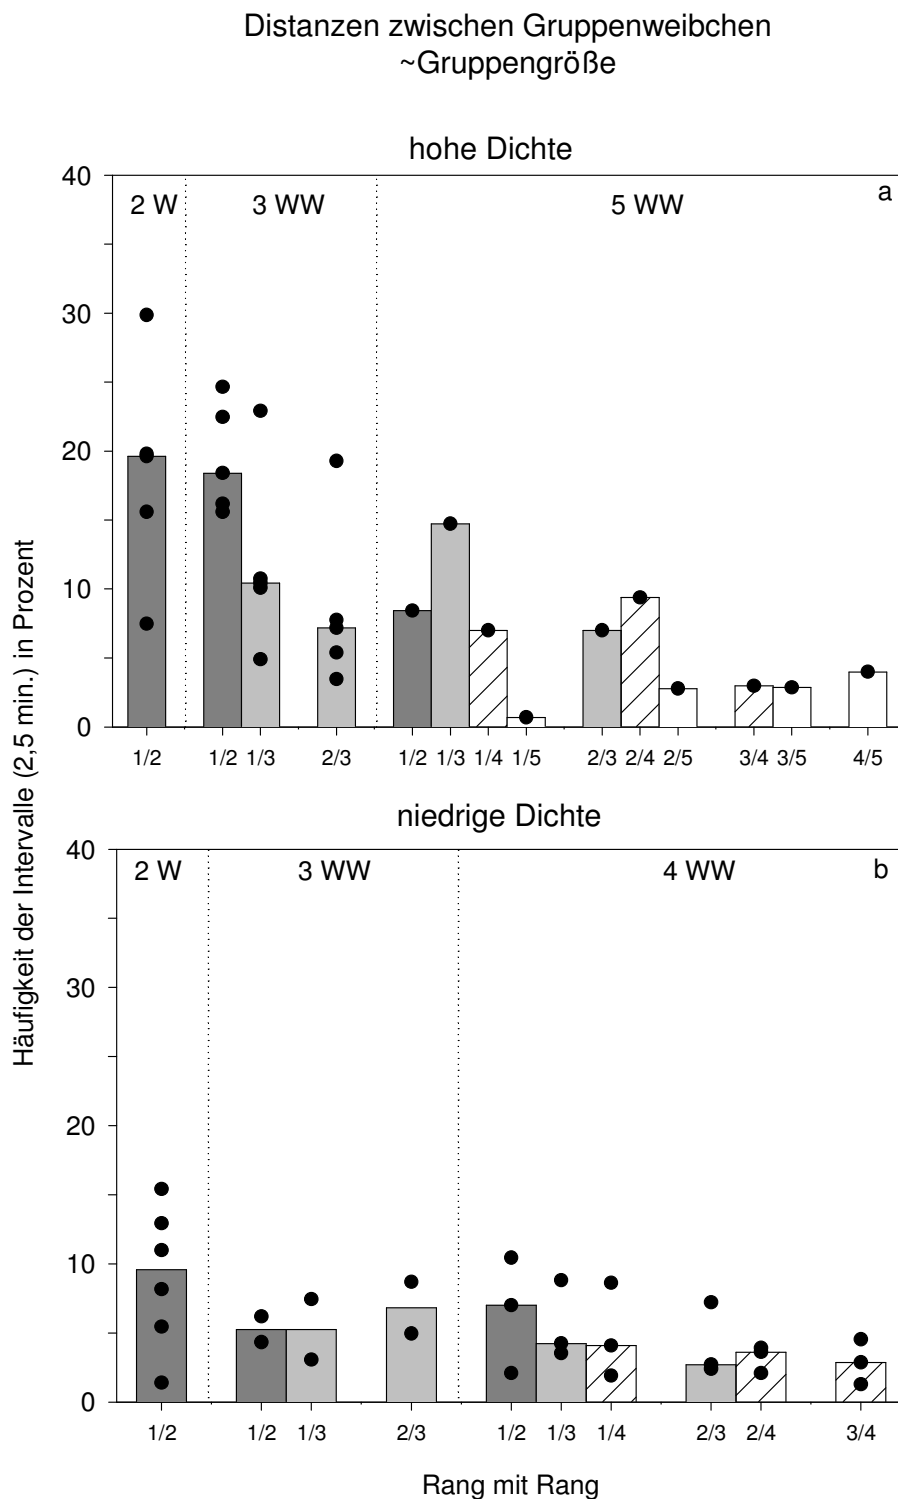 Distanzen zwischen Gruppenweibchen
~Gruppengröße
hohe Dichte
40
2 W
3 WW
5 WW
a
30
20
10
0
1/2
1/2
1/3
2/3
1/2
1/3
1/4
1/5
2/3
2/4
2/5
3/4
3/5
4/5
Häufigkeit der Intervalle (2,5 min.) in Prozent
niedrige Dichte
40
2 W
3 WW
4 WW
b
30
20
10
0
1/2
1/2
1/3
2/3
1/2
1/3
1/4
2/3
2/4
3/4
Rang mit Rang